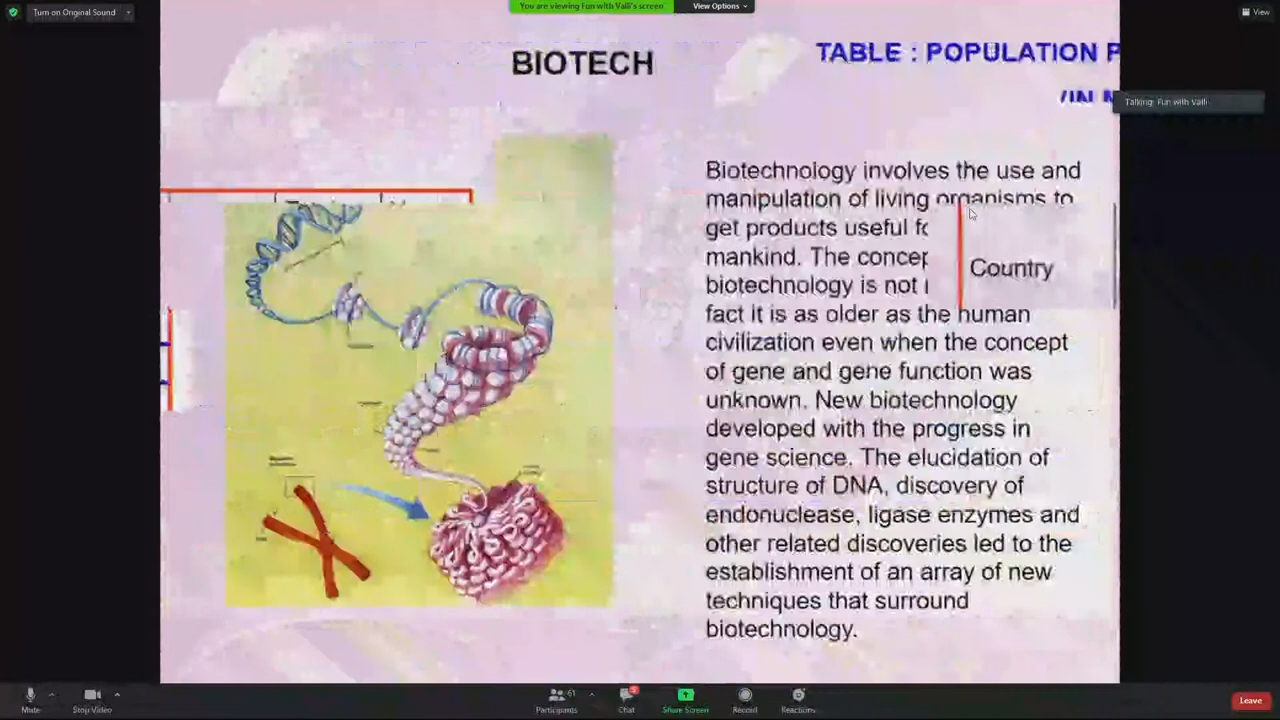 Turn on Original Sound
You are viewing Fun with Valli's screen
View Options
View
BIOTECH
TABLE : POPULATION P
(IN M
Talking: Fun with Valli
Biotechnology involves the use and
manipulation of living organisms to
get products useful fo
mankind. The concep
biotechnology is not i
Country
fact it is as older as the human
civilization even when the concept
of gene and gene function was
unknown. New biotechnology
developed with the progress in
gene science. The elucidation of
structure of DNA, discovery of
endonuclease, ligase enzymes and
other related discoveries led to the
establishment of an array of new
techniques that surround
biotechnology.
Mute
Stop Video
61
Participants
Chat
Share Screen
Record
Reactions
Leave